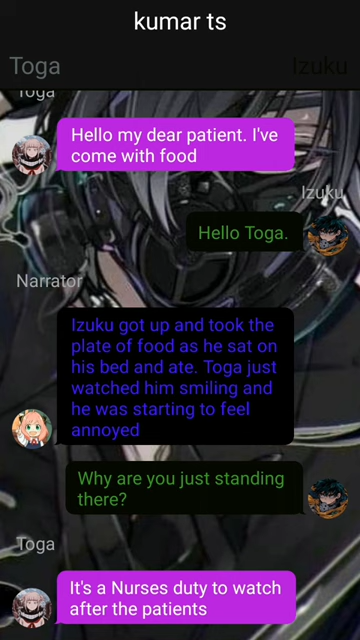 kumar ts
Toga
Izuku
Toga
Hello my dear patient. I've
come with food
Izuku
Hello Toga.
Narrator
Izuku got up and took the
plate of food as he sat on
his bed and ate. Toga just
watched him smiling and
he was starting to feel
annoyed
Why are you just standing
there?
Toga
It's a Nurses duty to watch
after the patients